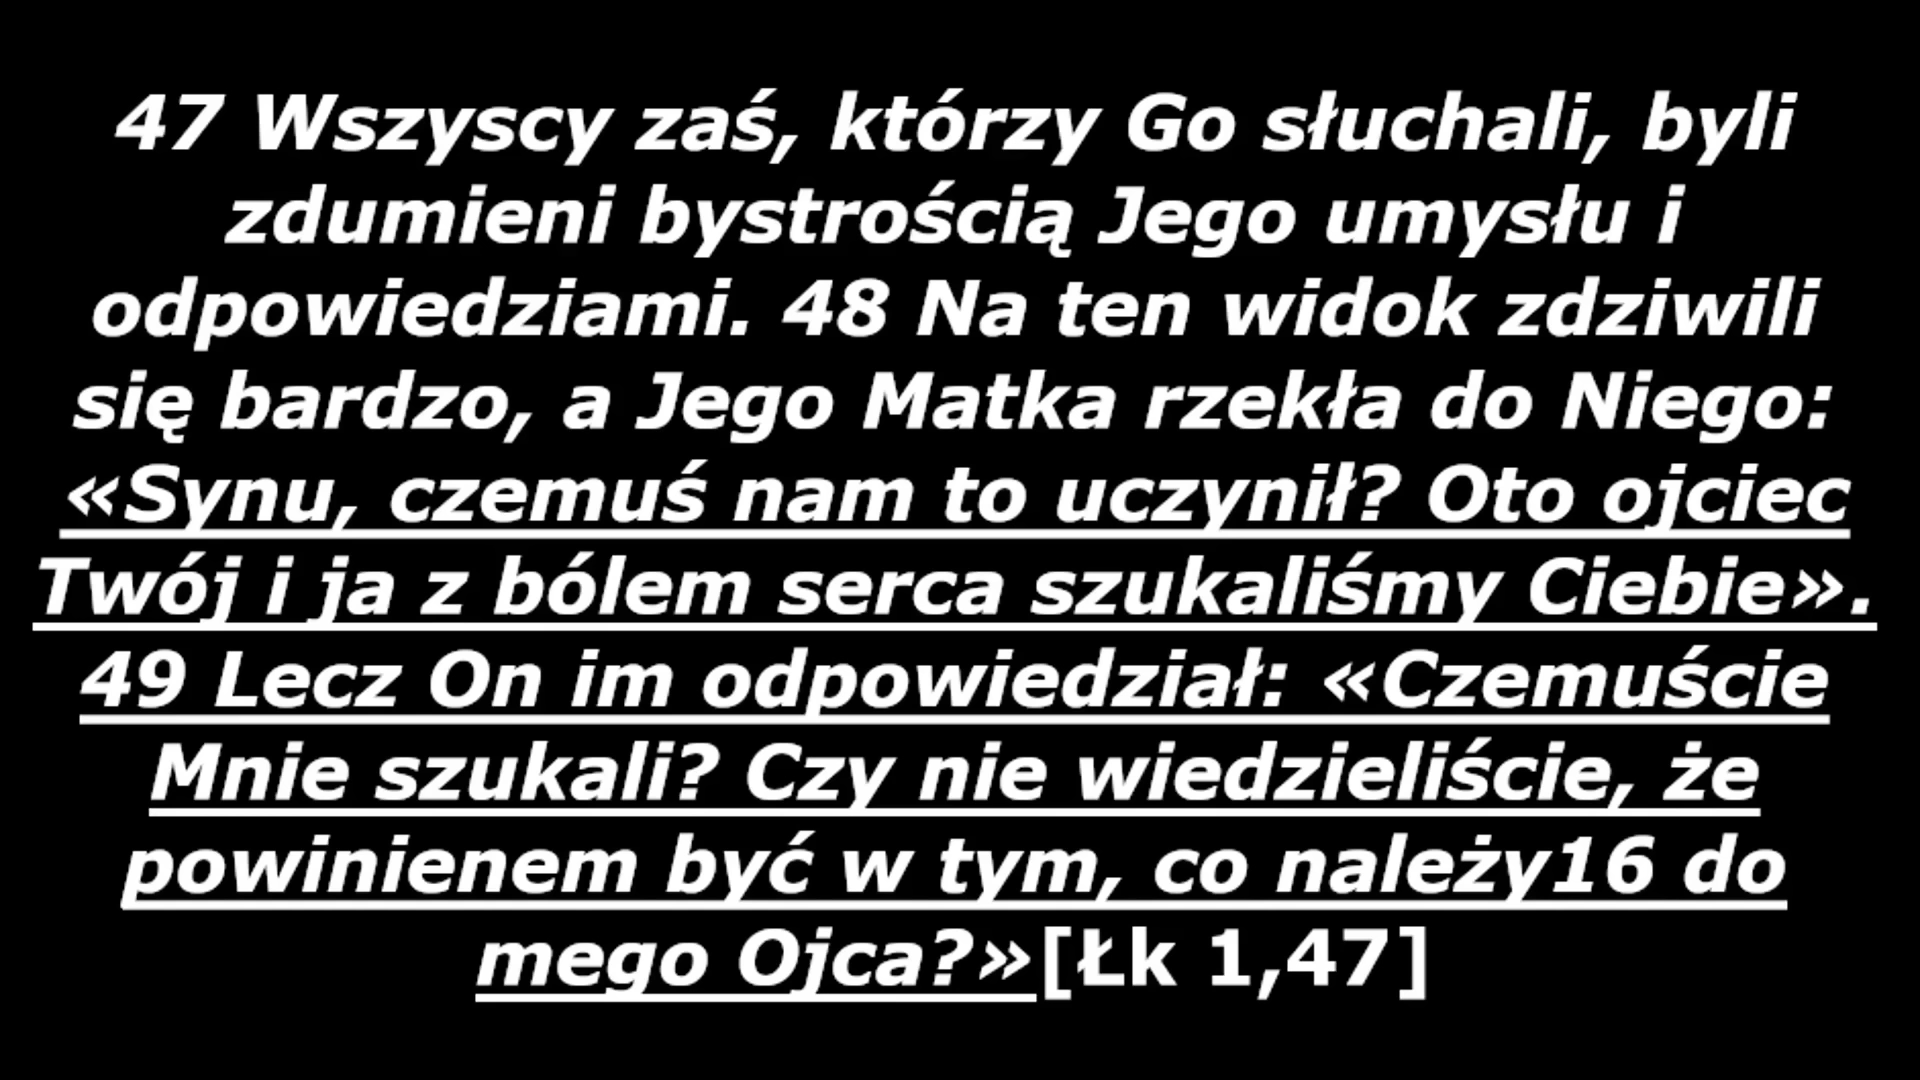 47 Wszyscy zaś, którzy Go słuchali, byli
zdumieni bystrością Jego umysłu i
odpowiedziami. 48 Na ten widok zdziwili
się bardzo, a Jego Matka rzekła do Niego:
«Synu, czemuś nam to uczynił? Oto ojciec
Twój i ja z bólem serca szukaliśmy Ciebie».
49 Lecz On im odpowiedział: «Czemuście
Mnie szukali? Czy nie wiedzieliście, że
powinienem być w tym, co należy16 do
mego Ojca?»[Łk 1,47]